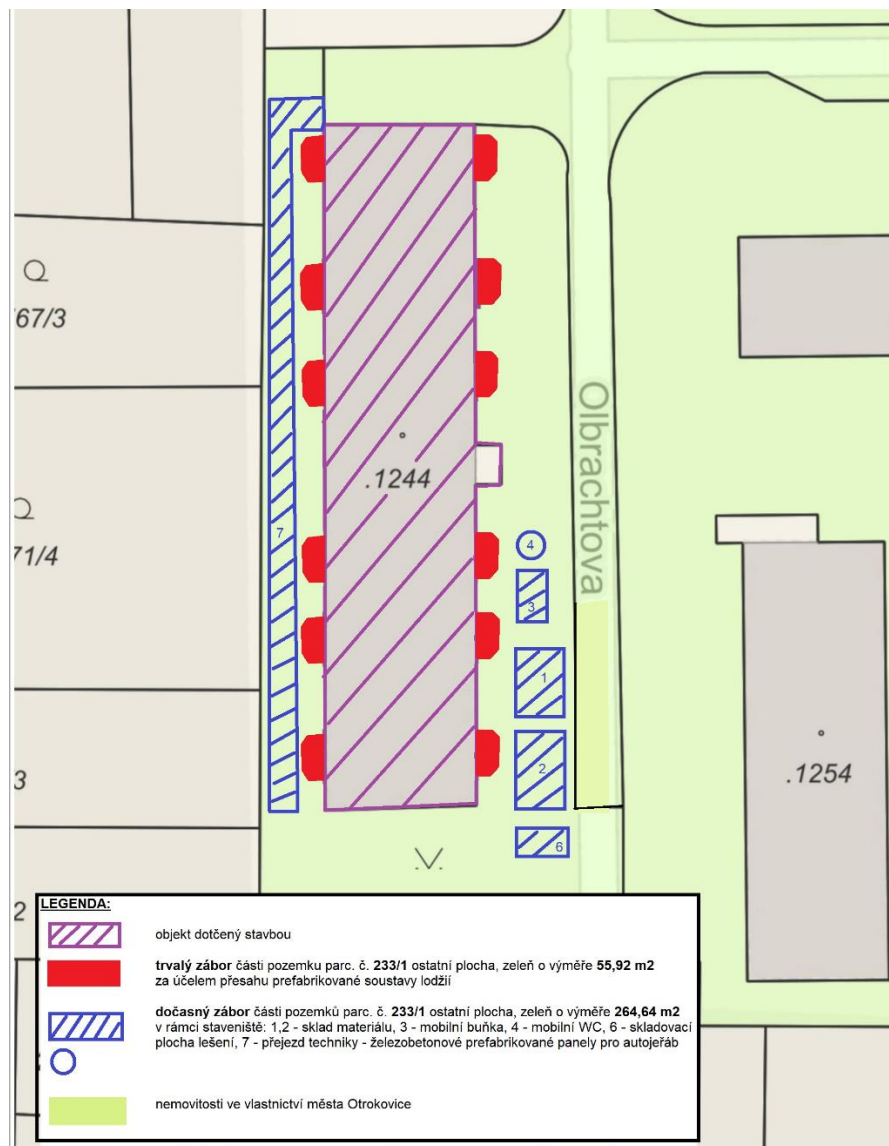 67/3
.1244
Olbrachtova
7
71/4
4
3
1
2
6
3
.1254
2
LEGENDA:
objekt dotčený stavbou
trvalý zábor části pozemku parc. č. 233/1 ostatní plocha, zeleň o výměře 55,92 m2
za účelem přesahu prefabrikované soustavy lodžií
dočasný zábor části pozemků parc. č. 233/1 ostatní plocha, zeleň o výměře 264,64 m2
v rámci staveniště: 1,2 - sklad materiálu, 3 - mobilní buňka, 4 - mobilní WC, 6 - skladovací
plocha lešení, 7 - přejezd techniky - železobetonové prefabrikované panely pro autojeřáb
nemovitosti ve vlastnictví města Otrokovice